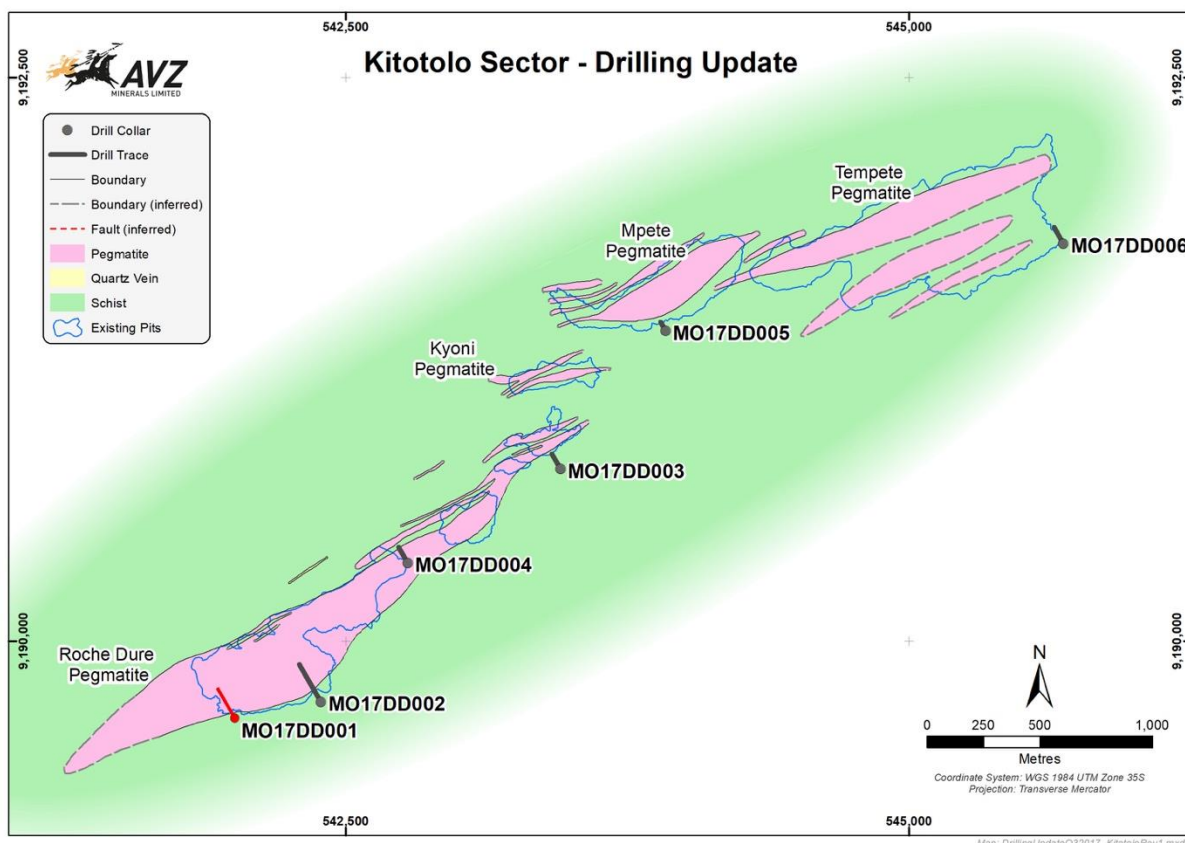 542,500
545,000
9,192,500
9,192,500
AVZ
MINERALS LIMITED
Kitotolo Sector - Drilling Update
Drill Collar
Drill Trace
Boundary
Boundary (inferred)
Fault (inferred)
Pegmatite
Quartz Vein
Schist
Existing Pits
Tempete
Pegmatite
Mpete
Pegmatite
MO17DD006
MO17DD005
Kyoni
Pegmatite
MO17DD003
MO17DD004
9,190,000
9,190,000
Roche Dure
Pegmatite
MO17DD002
MO17DD001
N
0 250 500 1,000
Metres
Coordinate System: WGS 1984 UTM Zone 35S
Projection: Transverse Mercator
542,500
545,000